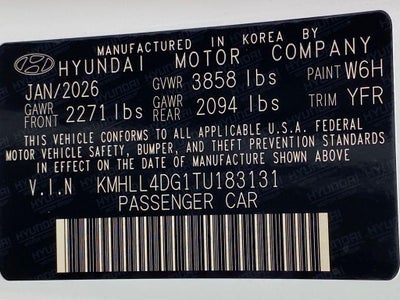 MANUFACTURED IN KOREA BY
HYUNDAI MOTOR COMPANY
JAN/2026 GVWR 3858 lbs PAINT W6H
GAWR FRONT 2271 lbs GAWR REAR 2094 lbs TRIM YFR
THIS VEHICLE CONFORMS TO ALL APPLICABLE U.S.A. FEDERAL
MOTOR VEHICLE SAFETY, BUMPER, AND THEFT PREVENTION STANDARDS
IN EFFECT ON THE DATE OF MANUFACTURE SHOWN ABOVE
V.I.N KMHLL4DG1TU183131
PASSENGER CAR